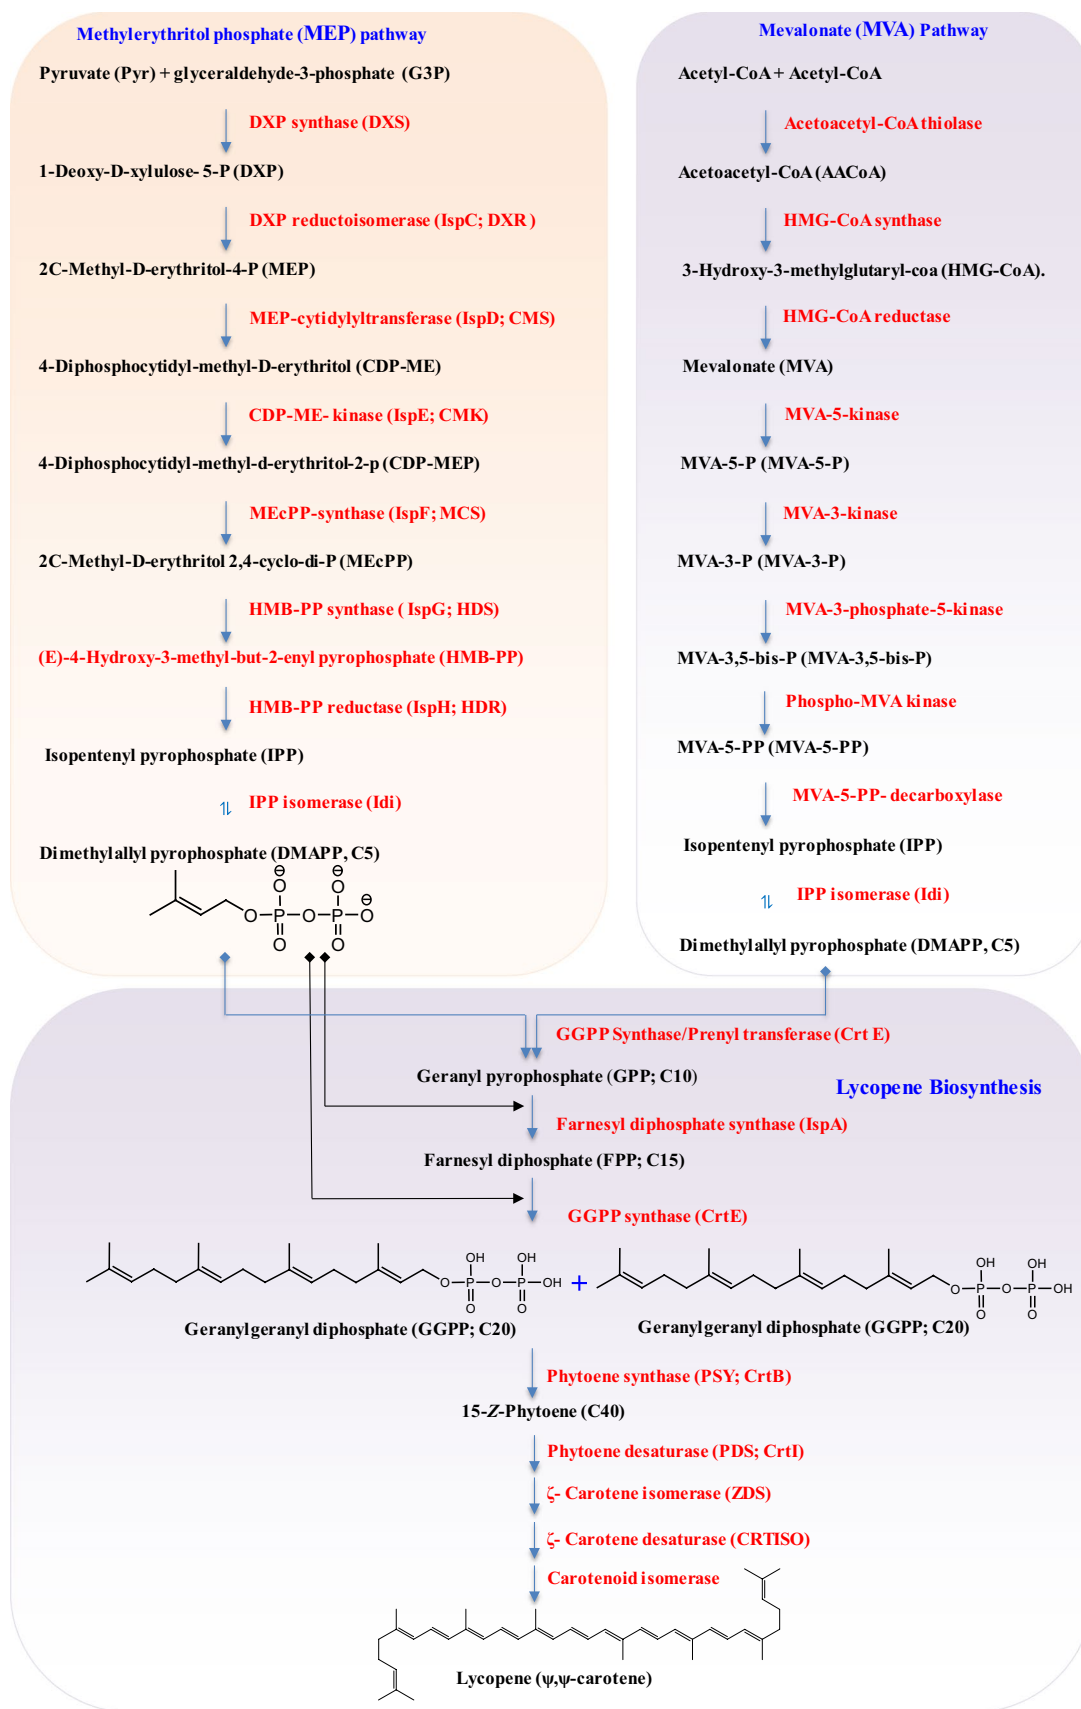 Methylerythritol phosphate (MEP) pathway
Pyruvate (Pyr) + glyceraldehyde-3-phosphate (G3P)
DXP synthase (DXS)
1-Deoxy-D-xylulose- 5-P (DXP)
DXP reductoisomerase (IspC; DXR )
2C-Methyl-D-erythritol-4-P (MEP)
MEP-cytidylyltransferase (IspD; CMS)
4-Diphosphocytidyl-methyl-D-erythritol (CDP-ME)
CDP-ME- kinase (IspE; CMK)
4-Diphosphocytidyl-methyl-d-erythritol-2-p (CDP-MEP)
MEcPP-synthase (IspF; MCS)
2C-Methyl-D-erythritol 2,4-cyclo-di-P (MEcPP)
HMB-PP synthase ( IspG; HDS)
(E)-4-Hydroxy-3-methyl-but-2-enyl pyrophosphate (HMB-PP)
HMB-PP reductase (IspH; HDR)
Isopentenyl pyrophosphate (IPP)
⇌ IPP isomerase (Idi)
Dimethylallyl pyrophosphate (DMAPP, C5)
O⊖ O⊖
O P O P O⊖
O O
Mevalonate (MVA) Pathway
Acetyl-CoA + Acetyl-CoA
Acetoacetyl-CoA thiolase
Acetoacetyl-CoA (AACoA)
HMG-CoA synthase
3-Hydroxy-3-methylglutaryl-coa (HMG-CoA).
HMG-CoA reductase
Mevalonate (MVA)
MVA-5-kinase
MVA-5-P (MVA-5-P)
MVA-3-kinase
MVA-3-P (MVA-3-P)
MVA-3-phosphate-5-kinase
MVA-3,5-bis-P (MVA-3,5-bis-P)
Phospho-MVA kinase
MVA-5-PP (MVA-5-PP)
MVA-5-PP- decarboxylase
Isopentenyl pyrophosphate (IPP)
⇌ IPP isomerase (Idi)
Dimethylallyl pyrophosphate (DMAPP, C5)
GGPP Synthase/Prenyl transferase (Crt E)
Geranyl pyrophosphate (GPP; C10)
Lycopene Biosynthesis
Farnesyl diphosphate synthase (IspA)
Farnesyl diphosphate (FPP; C15)
GGPP synthase (CrtE)
OH OH
O P O P OH
O O
+
OH OH
O P O P OH
O O
Geranylgeranyl diphosphate (GGPP; C20)
Geranylgeranyl diphosphate (GGPP; C20)
Phytoene synthase (PSY; CrtB)
15-Z-Phytoene (C40)
Phytoene desaturase (PDS; CrtI)
ζ- Carotene isomerase (ZDS)
ζ- Carotene desaturase (CRTISO)
Carotenoid isomerase
Lycopene (ψ,ψ-carotene)